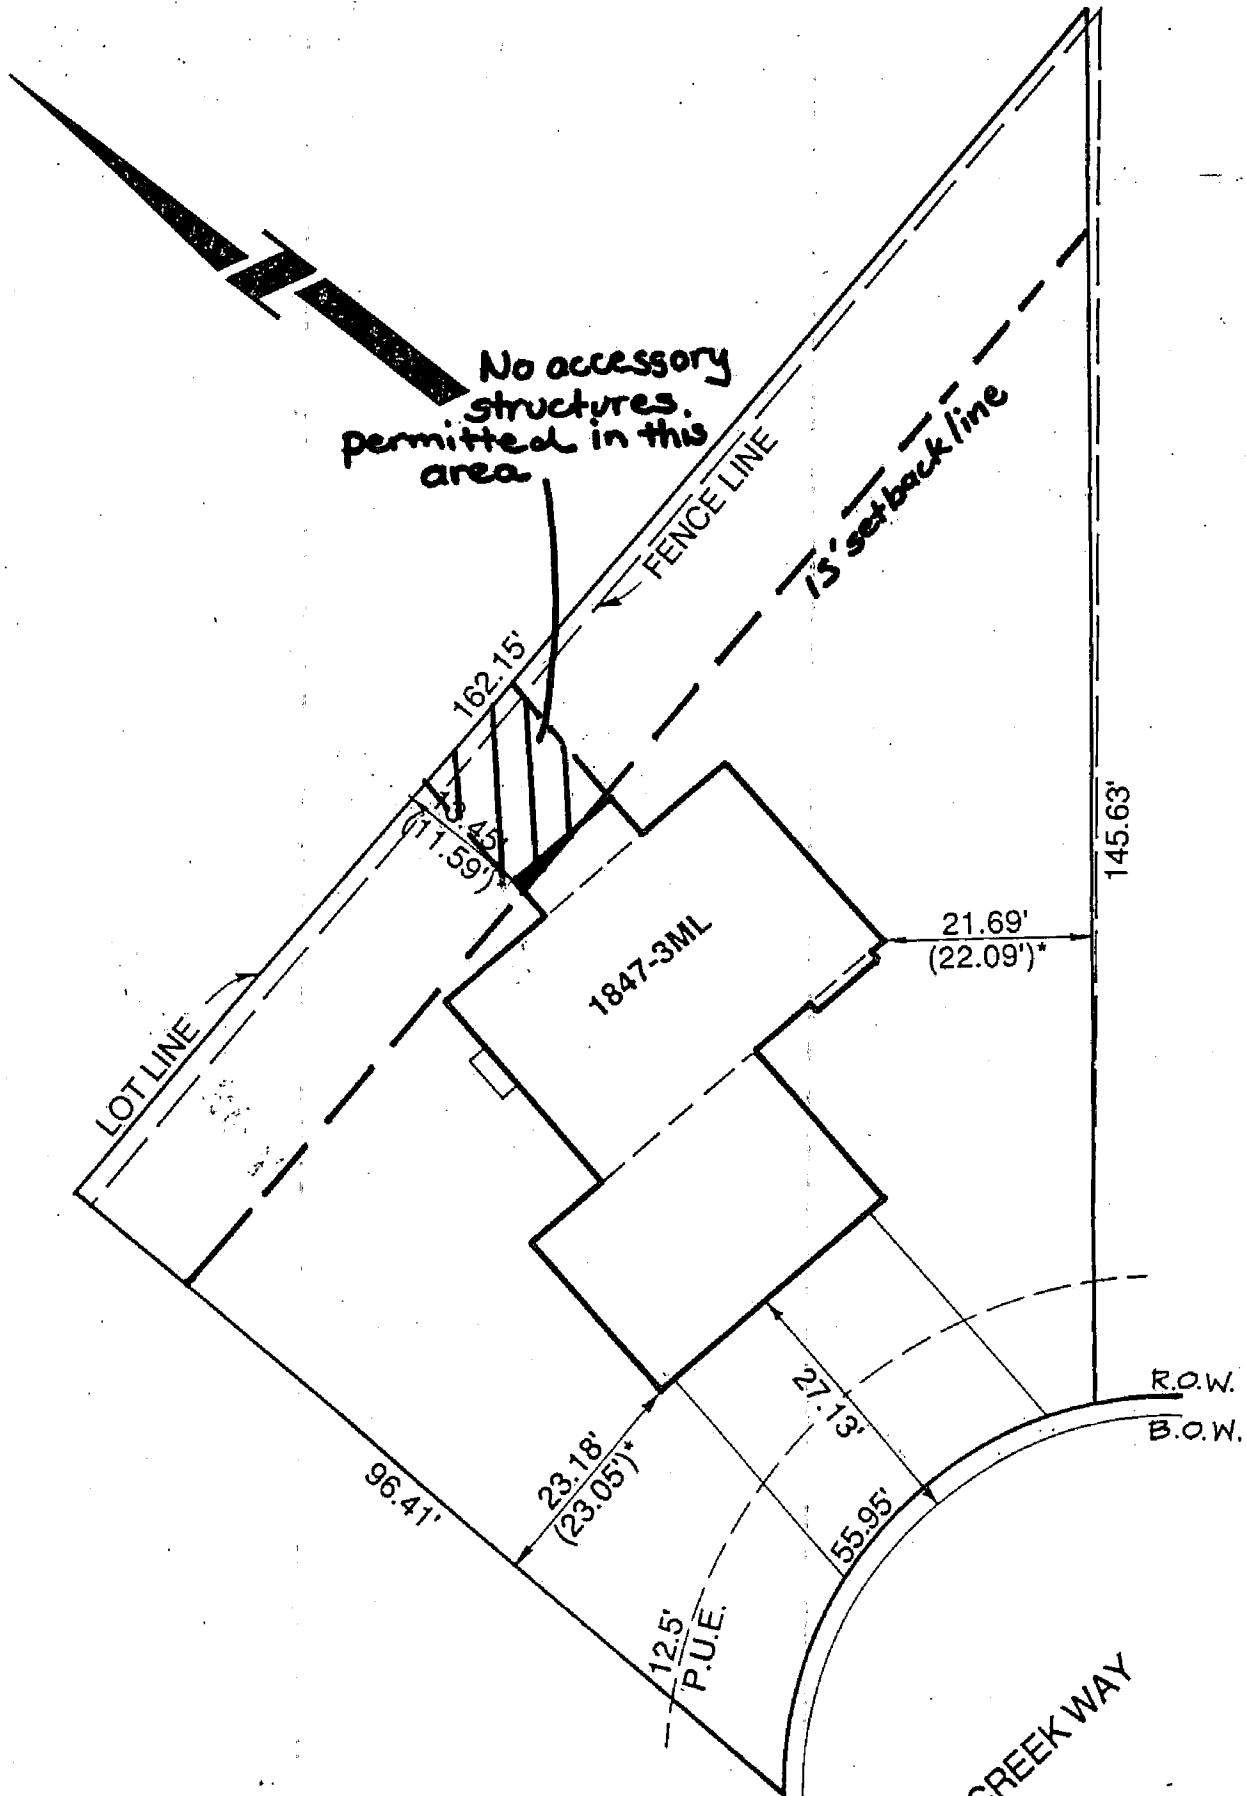 No accessory
structures.
permitted in this
area
FENCE LINE
15' setback line
162.15'
13.45'
(11.59')*
145.63'
21.69'
(22.09')*
1847-3ML
LOT LINE
R.O.W.
B.O.W.
27.13'
23.18'
(23.05')*
96.41'
55.95'
12.5'
P.U.E.
CREEK WAY